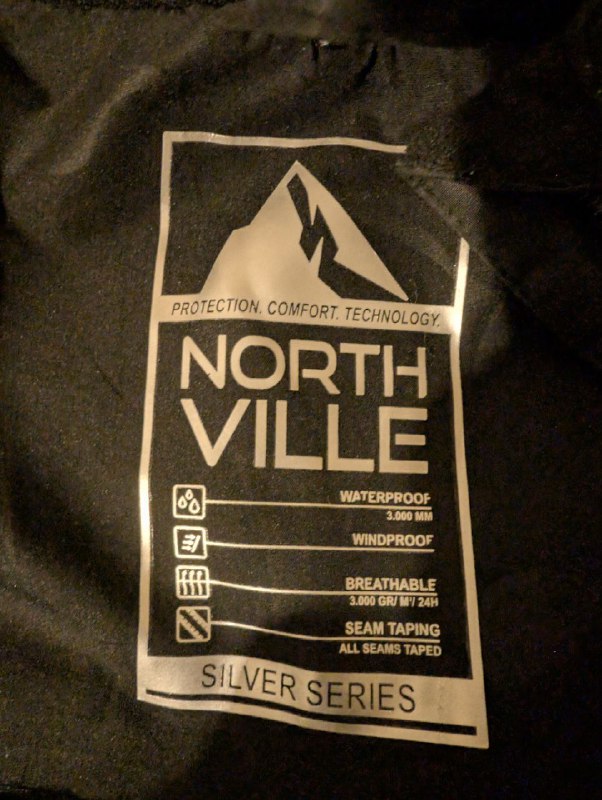 PROTECTION. COMFORT. TECHNOLOGY.
NORTH
VILLE
WATERPROOF
3.000 MM
WINDPROOF
BREATHABLE
3.000 GR/ M²/ 24H
SEAM TAPING
ALL SEAMS TAPED
SILVER SERIES